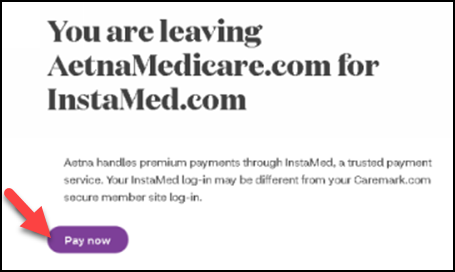 You are leaving
AetnaMedicare.com for
InstaMed.com
Aetna handles premium payments through InstaMed, a trusted payment
service. Your InstaMed log-in may be different from your Caremark.com
secure member site log-in.
Pay now